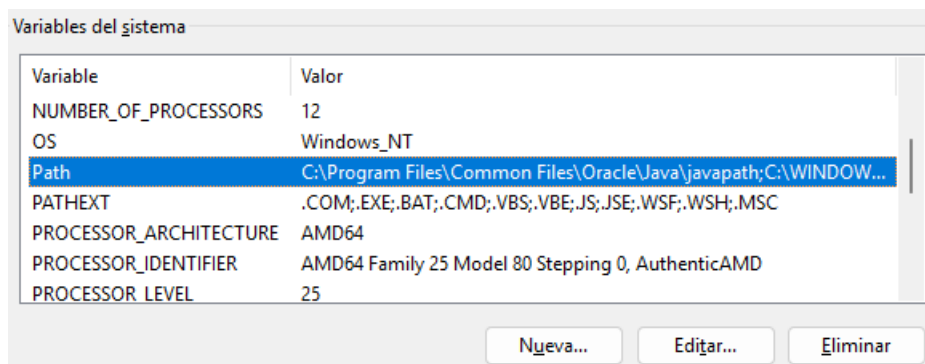 Variables del sistema
Variable Valor
NUMBER_OF_PROCESSORS 12
OS Windows_NT
Path C:\Program Files\Common Files\Oracle\Java\javapath;C:\WINDOW...
PATHEXT .COM;.EXE;.BAT;.CMD;.VBS;.VBE;.JS;.JSE;.WSF;.WSH;.MSC
PROCESSOR_ARCHITECTURE AMD64
PROCESSOR_IDENTIFIER AMD64 Family 25 Model 80 Stepping 0, AuthenticAMD
PROCESSOR_LEVEL 25
Nueva... Editar... Eliminar